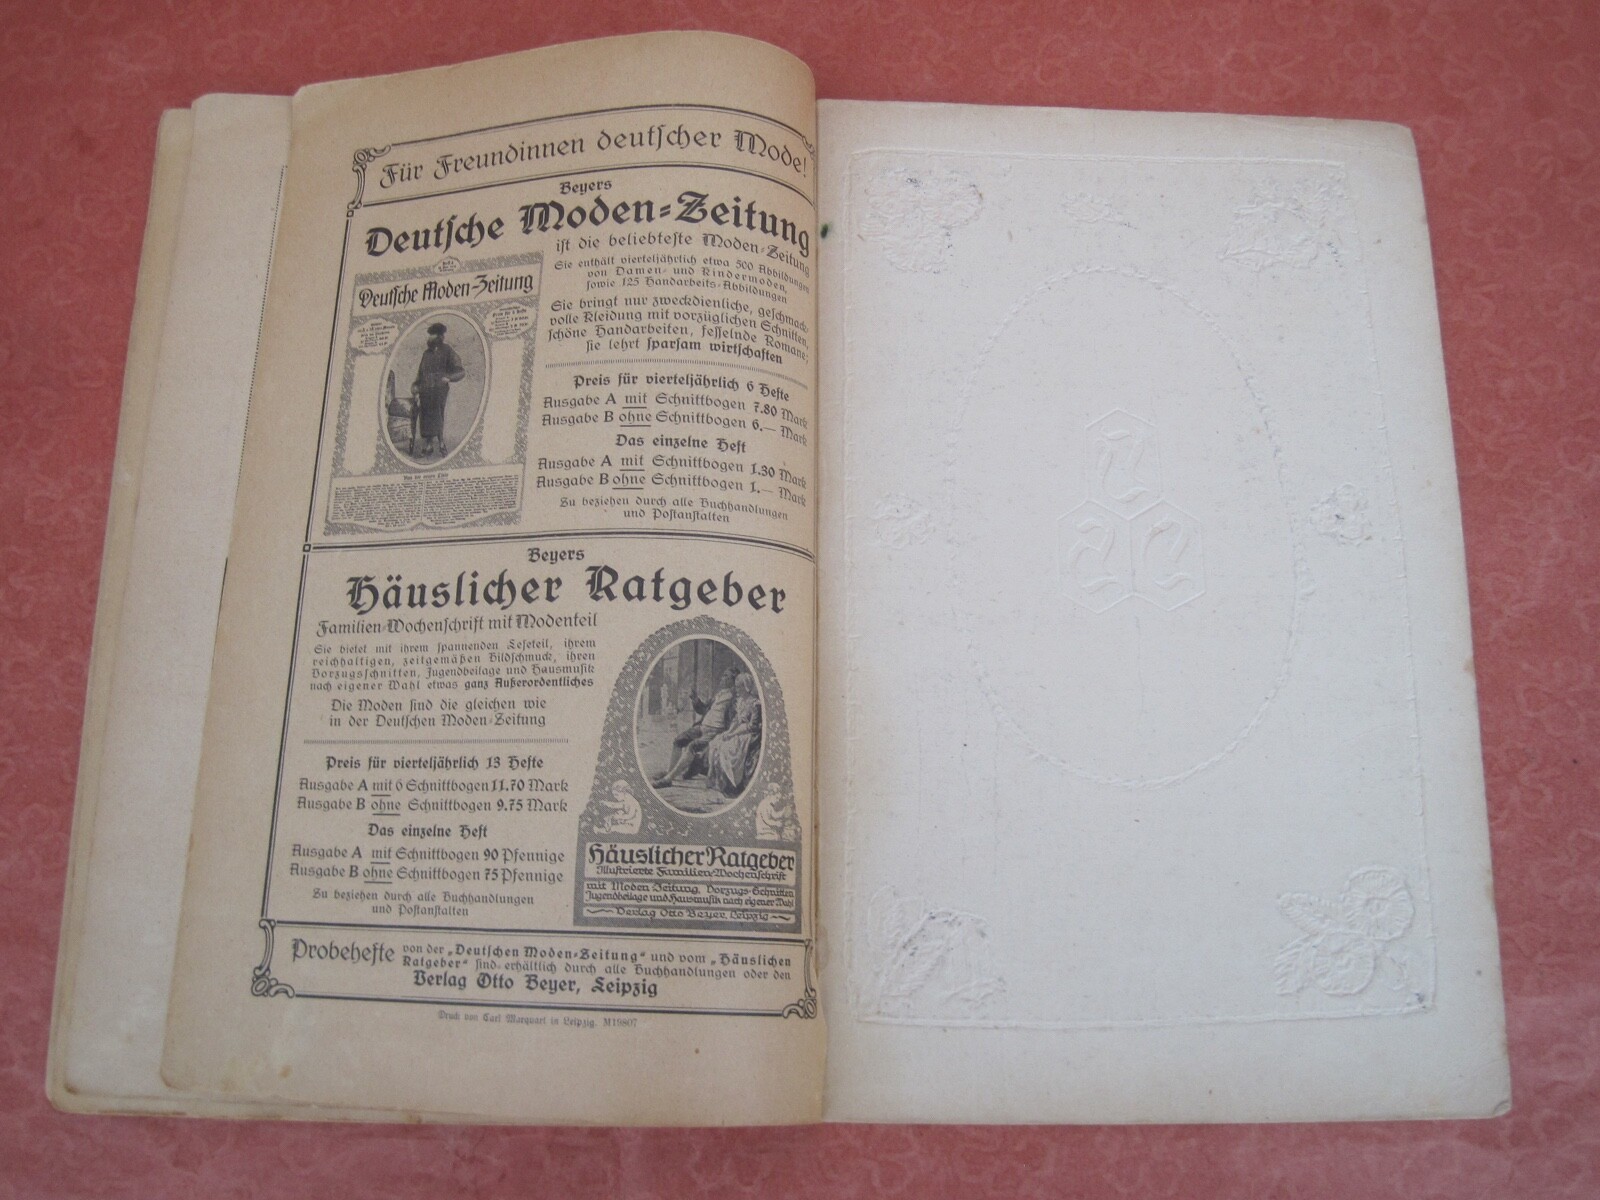 Für Freundinnen deutscher Mode!
Beyers
Deutsche Moden-Zeitung
ist die beliebteste Moden-Zeitung
Sie enthält vierteljährlich etwa 500 Abbildungen
von Damen- und Kindermoden,
sowie 125 Handarbeits-Abbildungen
Sie bringt nur zweckdienliche, geschmack-
volle Kleidung mit vorzüglichen Schnitten,
schöne Handarbeiten, fesselnde Romane;
sie lehrt sparsam wirtschaften
Deutsche Moden-Zeitung
Preis für vierteljährlich 6 Hefte
Ausgabe A mit Schnittbogen 7.80 Mark
Ausgabe B ohne Schnittbogen 6.— Mark
Das einzelne Heft
Ausgabe A mit Schnittbogen 1.30 Mark
Ausgabe B ohne Schnittbogen 1.— Mark
Zu beziehen durch alle Buchhandlungen
und Postanstalten
Beyers
Häuslicher Ratgeber
Familien-Wochenschrift mit Modenteil
Sie bietet mit ihrem spannenden Leseteil, ihrem
reichhaltigen, zeitgemäßen Bildschmuck, ihren
Vorzugsschnitten, Jugendbeilage und Hausmusik
nach eigener Wahl etwas ganz Außerordentliches
Die Moden sind die gleichen wie
in der Deutschen Moden-Zeitung
Preis für vierteljährlich 13 Hefte
Ausgabe A mit 6 Schnittbogen 11.70 Mark
Ausgabe B ohne Schnittbogen 9.75 Mark
Das einzelne Heft
Ausgabe A mit Schnittbogen 90 Pfennige
Ausgabe B ohne Schnittbogen 75 Pfennige
Zu beziehen durch alle Buchhandlungen
und Postanstalten
Häuslicher Ratgeber
Illustrierte Familien-Wochenschrift
mit Moden-Zeitung, Vorzugs-Schnitten
Jugendbeilage und Hausmusik nach eigener Wahl
Verlag Otto Beyer, Leipzig
Probehefte von der „Deutschen Moden-Zeitung“ und vom „Häuslichen
Ratgeber“ sind erhältlich durch alle Buchhandlungen oder den
Verlag Otto Beyer, Leipzig
Druck von Carl Marquart in Leipzig. M19807